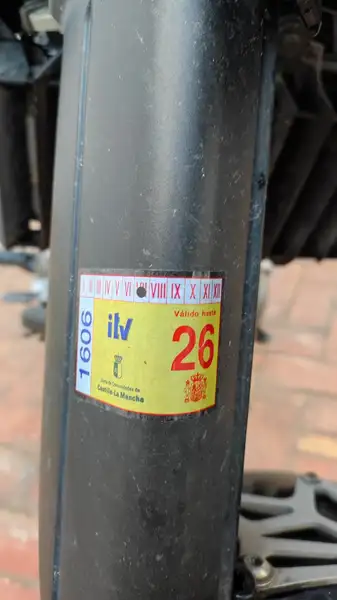 I II III IV V VI VII VIII IX X XI XII
1606
itv
Válido hasta
26
Junta de Comunidades de
Castilla-La Mancha